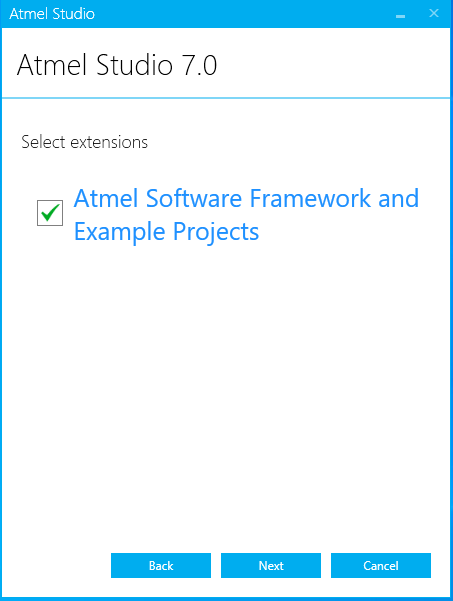 Atmel Studio
Atmel Studio 7.0
Select extensions
Atmel Software Framework and
Example Projects
Back
Next
Cancel